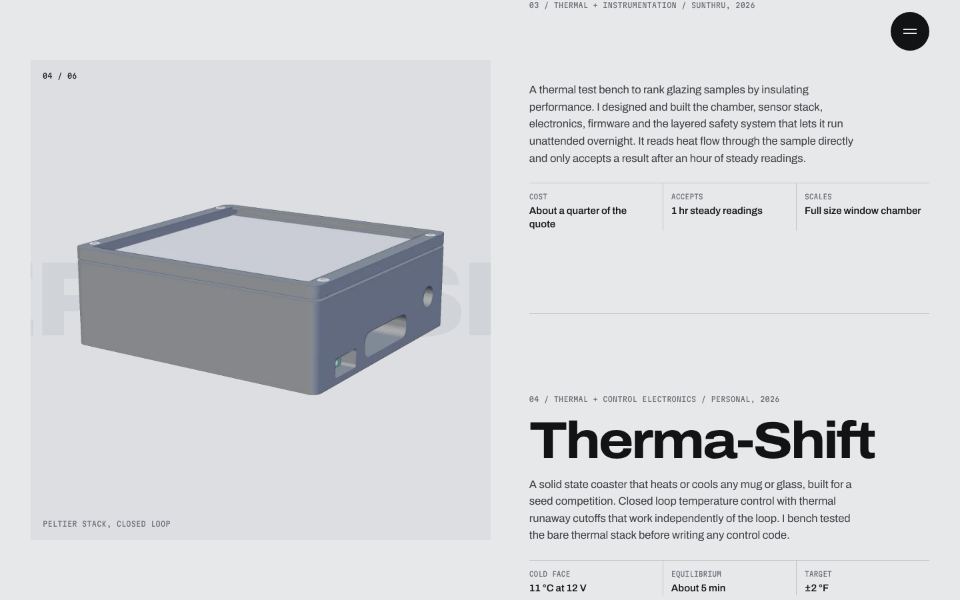 03 / THERMAL + INSTRUMENTATION / SUNTHRU, 2026
04 / 06
A thermal test bench to rank glazing samples by insulating
performance. I designed and built the chamber, sensor stack,
electronics, firmware and the layered safety system that lets it run
unattended overnight. It reads heat flow through the sample directly
and only accepts a result after an hour of steady readings.
COST
About a quarter of the
quote
ACCEPTS
1 hr steady readings
SCALES
Full size window chamber
PELTIER STACK, CLOSED LOOP
04 / THERMAL + CONTROL ELECTRONICS / PERSONAL, 2026
Therma-Shift
A solid state coaster that heats or cools any mug or glass, built for a
seed competition. Closed loop temperature control with thermal
runaway cutoffs that work independently of the loop. I bench tested
the bare thermal stack before writing any control code.
COLD FACE
11 °C at 12 V
EQUILIBRIUM
About 5 min
TARGET
±2 °F